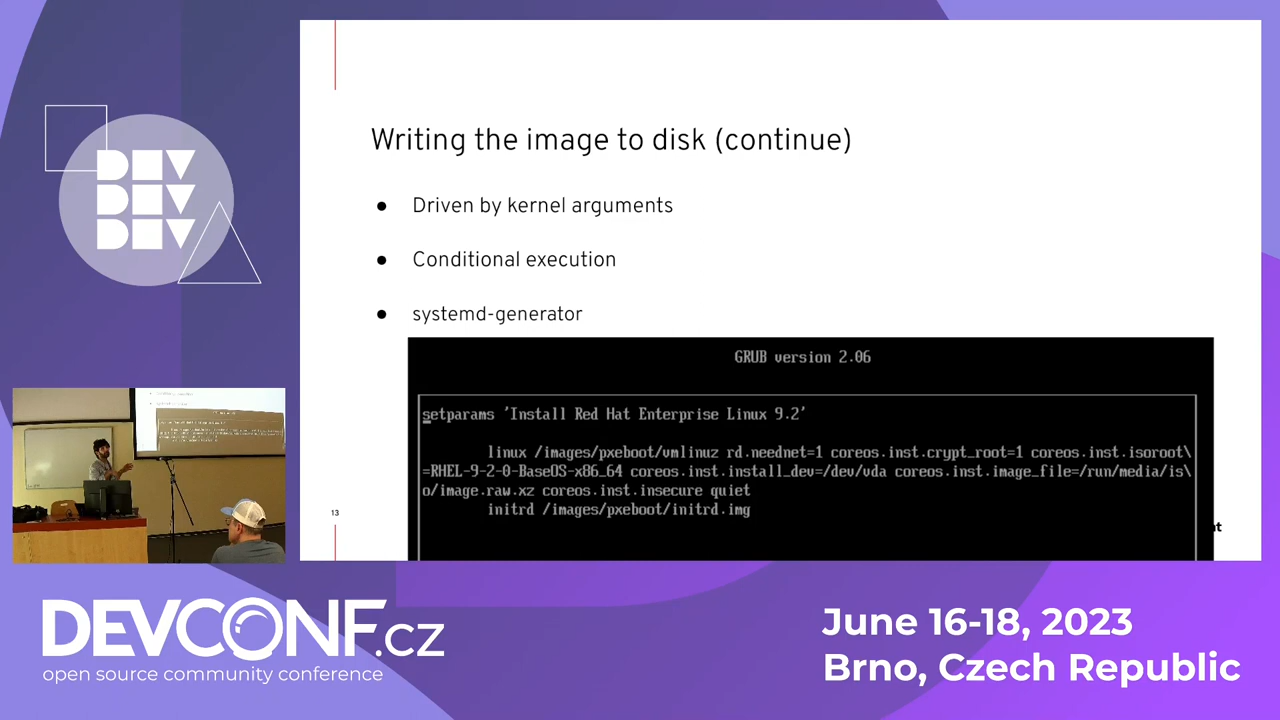 DEV
DEV
DEV
Writing the image to disk (continue)
● Driven by kernel arguments
● Conditional execution
● systemd-generator
GRUB version 2.06
setparams 'Install Red Hat Enterprise Linux 9.2'
linux /images/pxeboot/vmlinuz rd.neednet=1 coreos.inst.crypt_root=1 coreos.inst.isoroot\
=RHEL-9-2-0-BaseOS-x86_64 coreos.inst.install_dev=/dev/vda coreos.inst.image_file=/run/media/is\
o/image.raw.xz coreos.inst.insecure quiet
initrd /images/pxeboot/initrd.img
13
DEVCONF.cz
open source community conference
June 16-18, 2023
Brno, Czech Republic